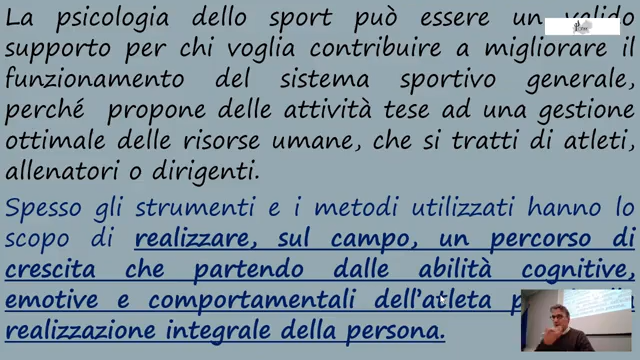 La psicologia dello sport può essere un valido
supporto per chi voglia contribuire a migliorare il
funzionamento del sistema sportivo generale,
perché propone delle attività tese ad una gestione
ottimale delle risorse umane, che si tratti di atleti,
allenatori o dirigenti.
Spesso gli strumenti e i metodi utilizzati hanno lo
scopo di realizzare, sul campo, un percorso di
crescita che partendo dalle abilità cognitive,
emotive e comportamentali dell'atleta
realizzazione integrale della persona.